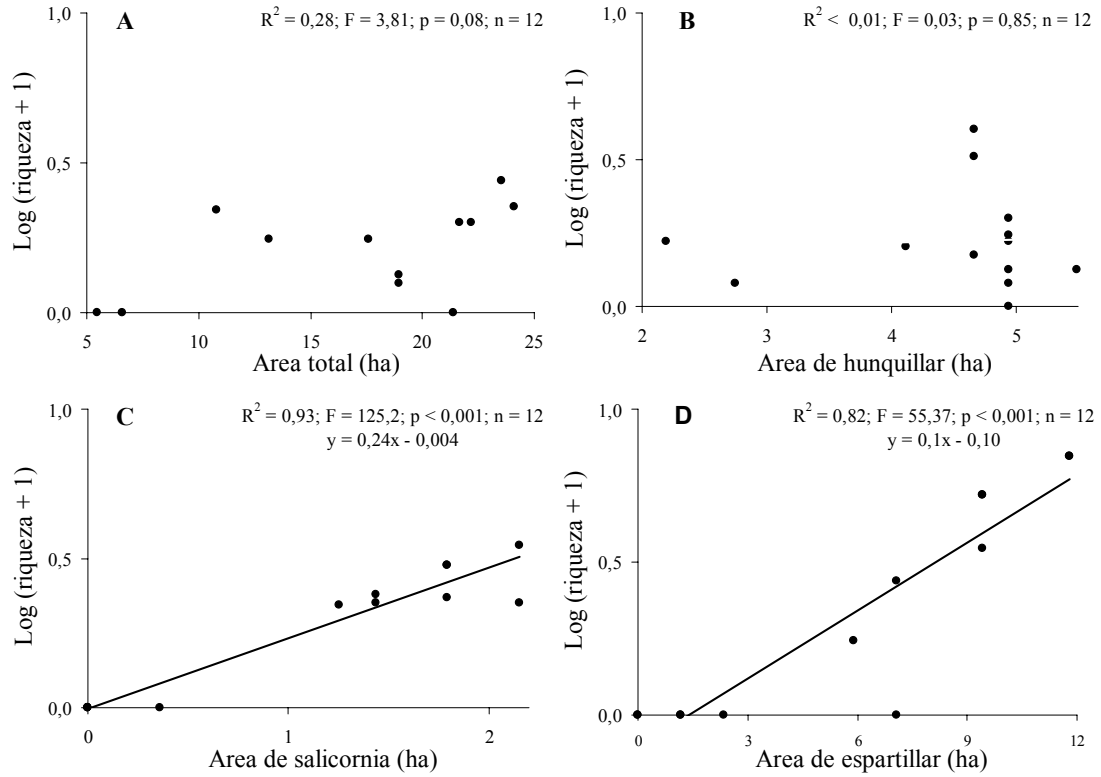 A
R² = 0,28; F = 3,81; p = 0,08; n = 12
1,0
0,5
0,0
Log (riqueza + 1)
5
10
15
20
25
Area total (ha)
B
R² < 0,01; F = 0,03; p = 0,85; n = 12
1,0
0,5
0,0
Log (riqueza + 1)
2
3
4
5
Area de hunquillar (ha)
C
R² = 0,93; F = 125,2; p < 0,001; n = 12
y = 0,24x - 0,004
1,0
0,5
0,0
Log (riqueza + 1)
0
1
2
Area de salicornia (ha)
D
R² = 0,82; F = 55,37; p < 0,001; n = 12
y = 0,1x - 0,10
1,0
0,5
0,0
Log (riqueza + 1)
0
3
6
9
12
Area de espartillar (ha)